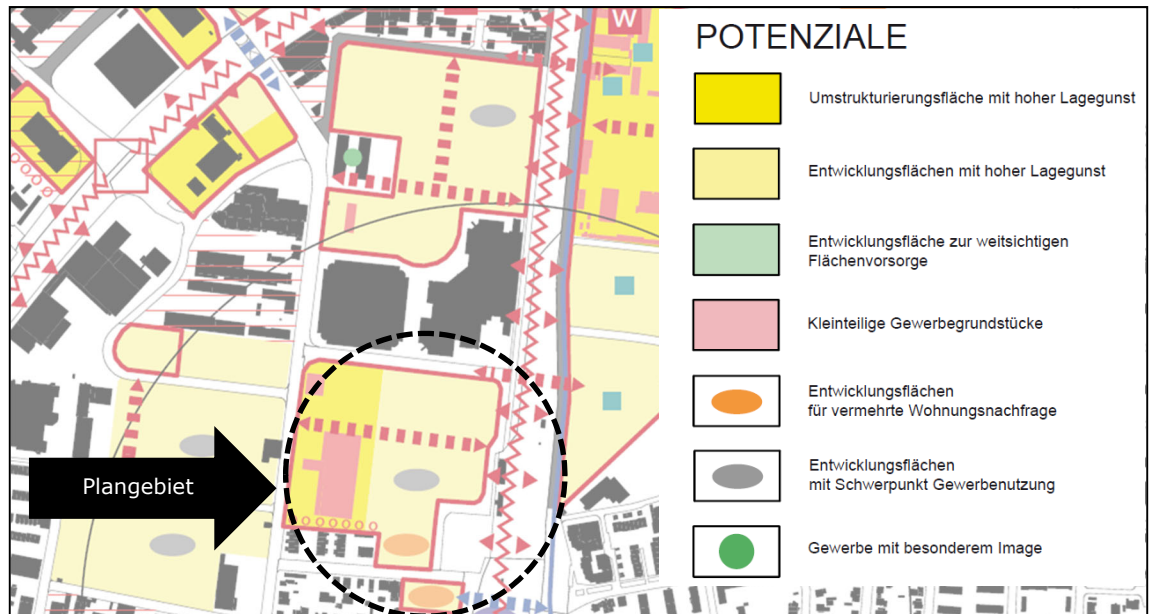 W
POTENZIALE
Umstrukturierungsfläche mit hoher Lagegunst
Entwicklungsflächen mit hoher Lagegunst
Entwicklungsfläche zur weitsichtigen
Flächenvorsorge
Kleinteilige Gewerbegrundstücke
Entwicklungsflächen
für vermehrte Wohnungsnachfrage
Entwicklungsflächen
mit Schwerpunkt Gewerbenutzung
Gewerbe mit besonderem Image
Plangebiet